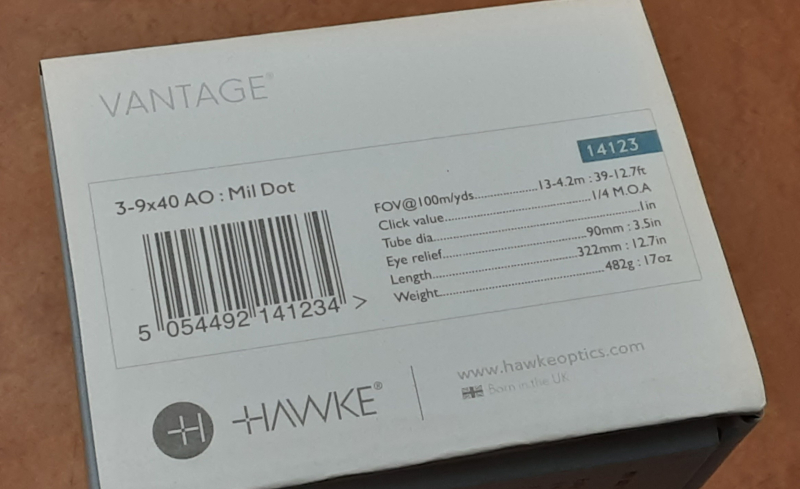 VANTAGE®
14123
3-9x40 AO : Mil Dot
FOV@100m/yds....................13-4.2m : 39-12.7ft
Click value................................................1/4 M.O.A
Tube dia..................................................................1in
Eye relief.............................................90mm : 3.5in
Length..............................................322mm : 12.7in
Weight....................................................482g : 17oz
5 054492 141234 >
HAWKE®
www.hawkeoptics.com
Born in the UK